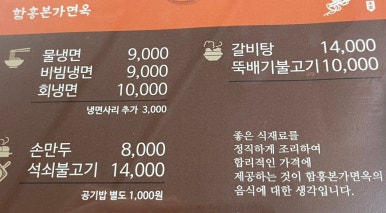 함흥본가면옥
물냉면 9,000
비빔냉면 9,000
회냉면 10,000
냉면사리 추가 3,000
갈비탕 14,000
뚝배기불고기 10,000
손만두 8,000
석쇠불고기 14,000
공기밥 별도 1,000원
좋은 식재료를
정직하게 조리하여
합리적인 가격에
제공하는 것이 함흥본가면옥의
음식에 대한 생각입니다.